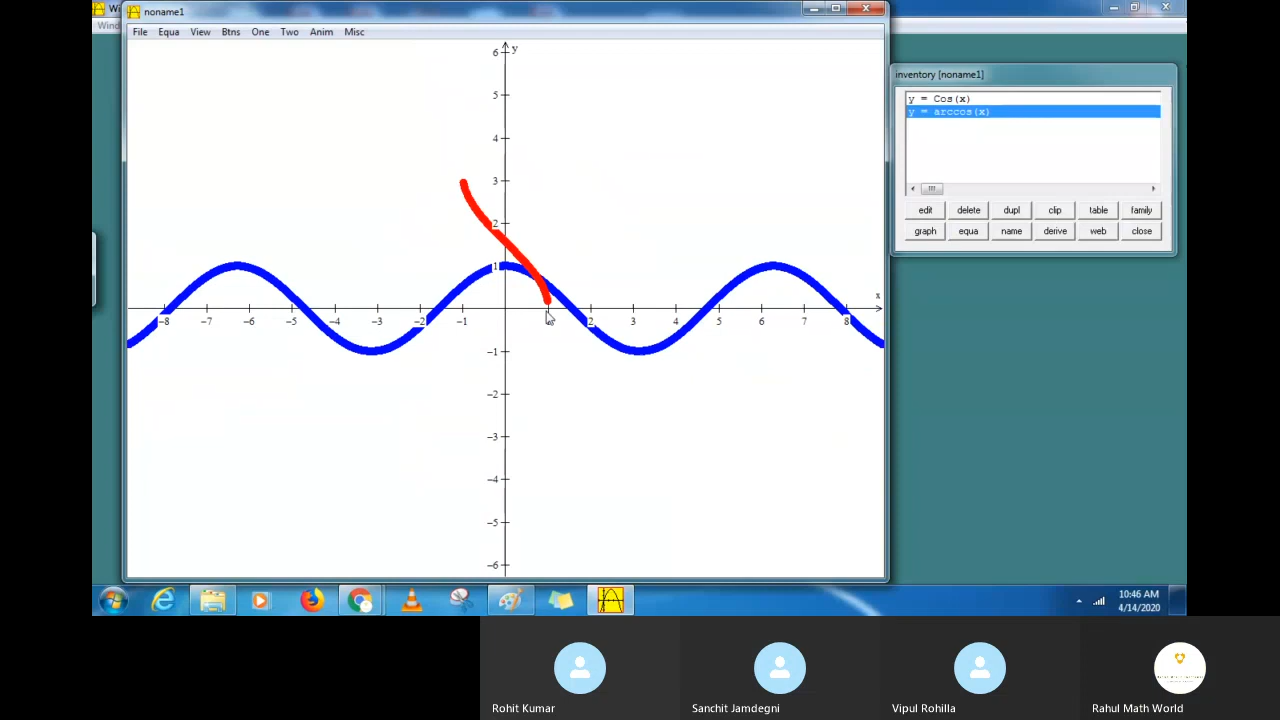 Wi
noname1
Wind
File Equa View Btns One Two Anim Misc
y
6
5
4
3
2
1
−1
−2
−3
−4
−5
−6
x
−8 −7 −6 −5 −4 −3 −2 −1 1 2 3 4 5 6 7 8
inventory [noname1]
y = Cos(x)
y = arccos(x)
edit delete dupl clip table family
graph equa name derive web close
10:46 AM
4/14/2020
Rohit Kumar
Sanchit Jamdegni
Vipul Rohilla
Rahul Math World